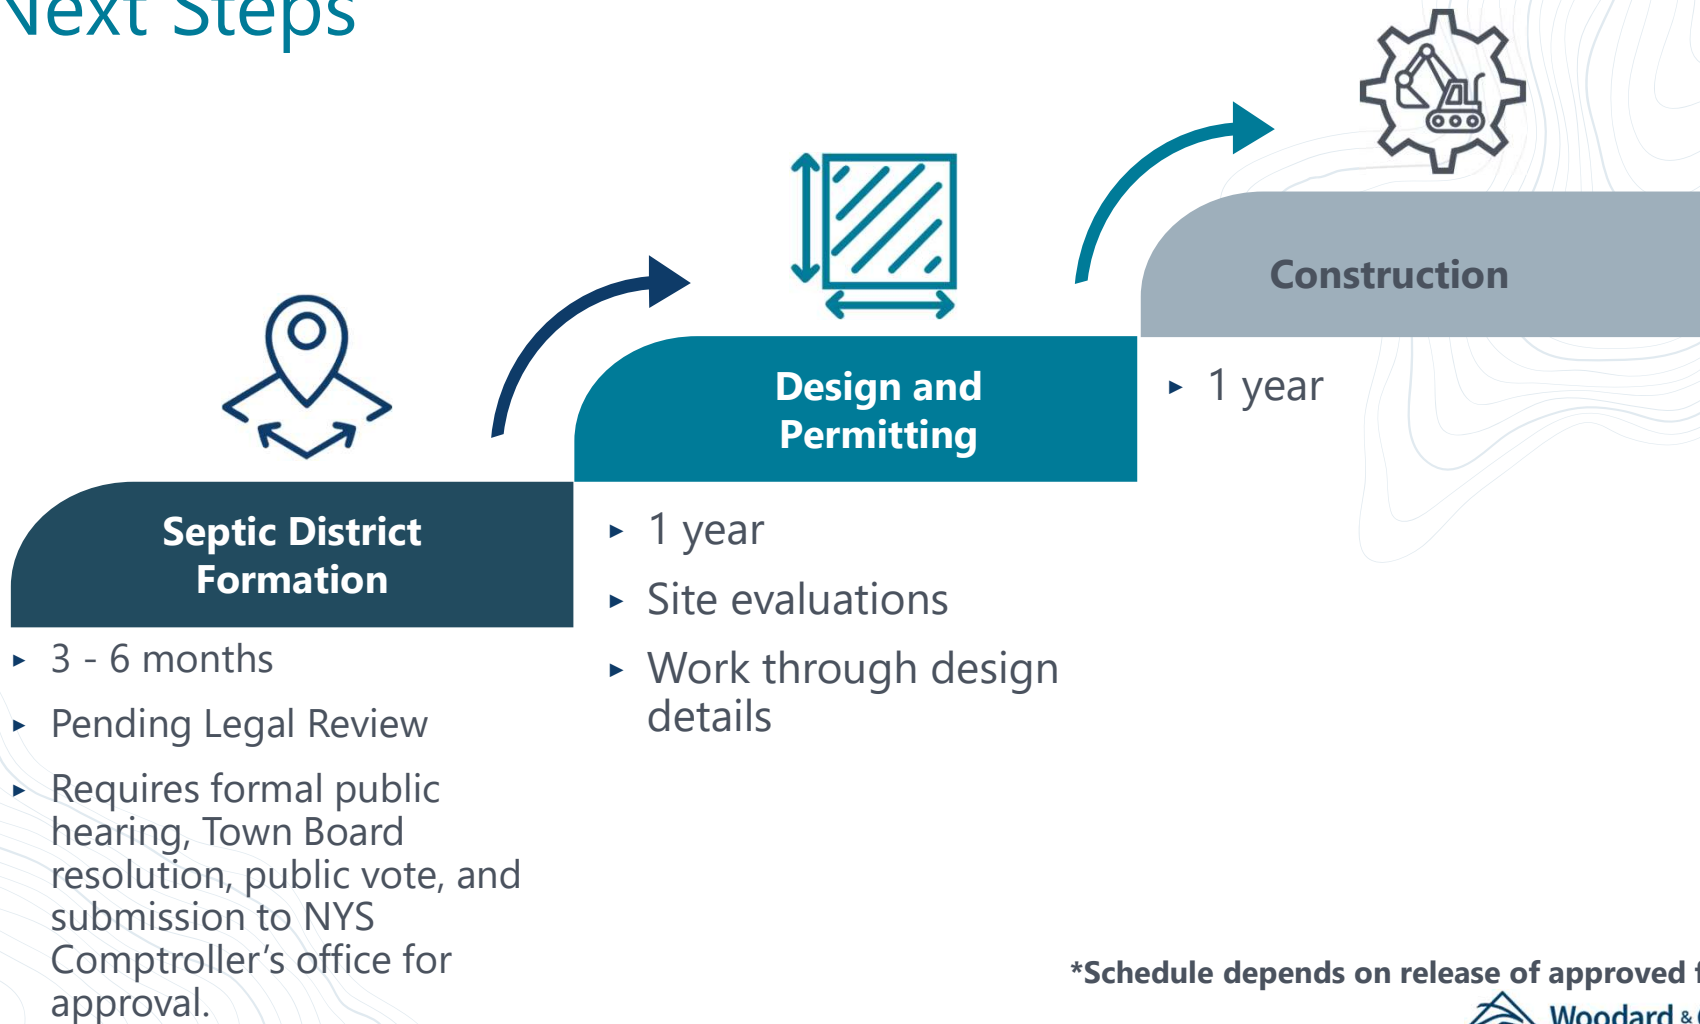 Next Steps
Construction
Design and
Permitting
▸ 1 year
Septic District
Formation
▸ 1 year
▸ Site evaluations
▸ Work through design
details
▸ 3 - 6 months
▸ Pending Legal Review
▸ Requires formal public
hearing, Town Board
resolution, public vote, and
submission to NYS
Comptroller’s office for
approval.
*Schedule depends on release of approved
Woodard &